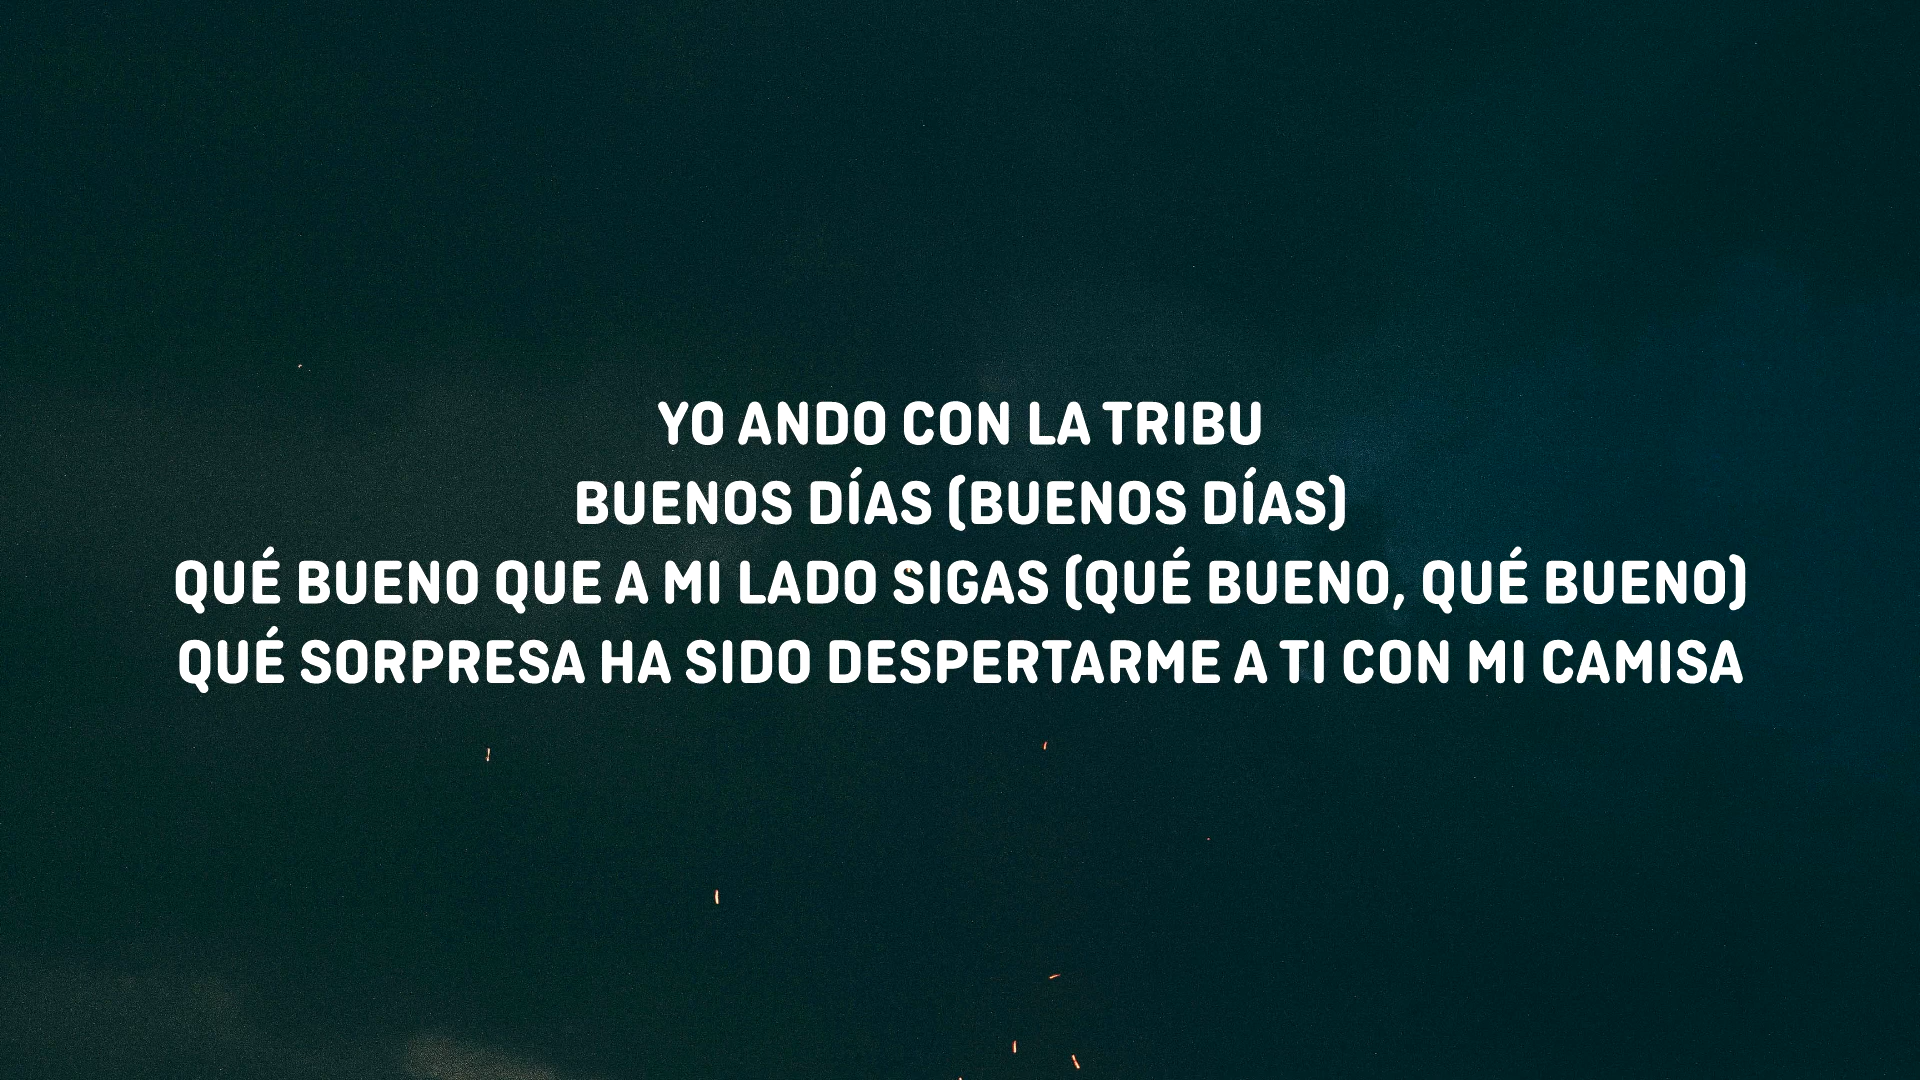 YO ANDO CON LA TRIBU
BUENOS DÍAS (BUENOS DÍAS)
QUÉ BUENO QUE A MI LADO SIGAS (QUÉ BUENO, QUÉ BUENO)
QUÉ SORPRESA HA SIDO DESPERTARME A TI CON MI CAMISA